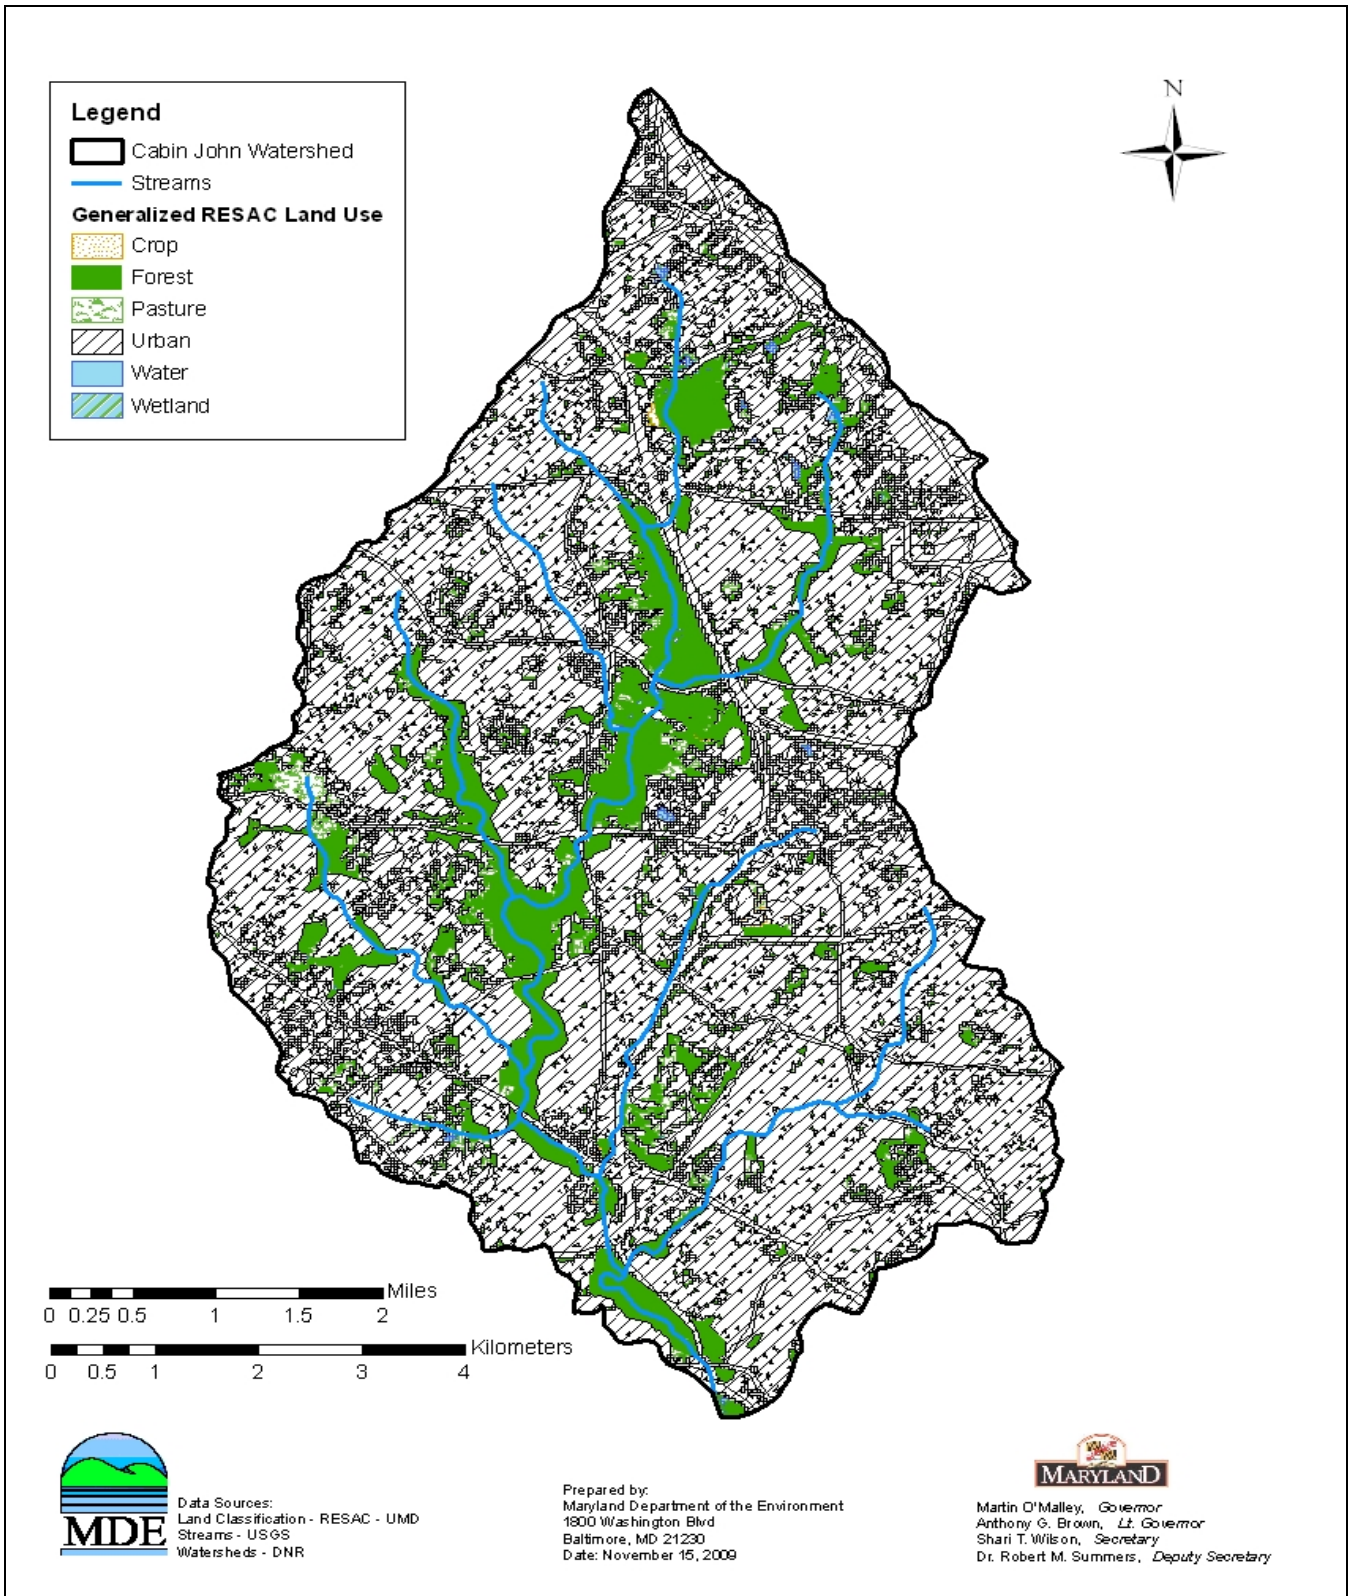 N
Legend
Cabin John Watershed
Streams
Generalized RESAC Land Use
Crop
Forest
Pasture
Urban
Water
Wetland
Miles
0 0.25 0.5 1 1.5 2
Kilometers
0 0.5 1 2 3 4
MDE
Data Sources:
Land Classification - RESAC - UMD
Streams - USGS
Watersheds - DNR
Prepared by:
Maryland Department of the Environment
1800 Washington Blvd
Baltimore, MD 21230
Date: November 15, 2009
MARYLAND
Martin O'Malley, Governor
Anthony G. Brown, Lt. Governor
Shari T. Wilson, Secretary
Dr. Robert M. Summers, Deputy Secretary